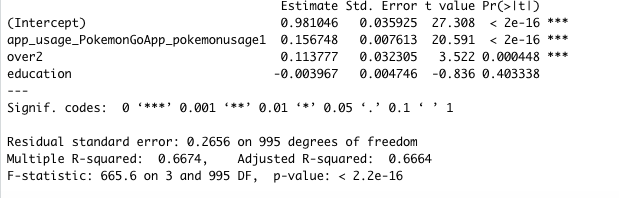 Estimate Std. Error t value Pr(>|t|)
(Intercept) 0.981046 0.035925 27.308 < 2e-16 ***
app_usage_PokemonGoApp_pokemonusage1 0.156748 0.007613 20.591 < 2e-16 ***
over2 0.113777 0.032305 3.522 0.000448 ***
education -0.003967 0.004746 -0.836 0.403338
---
Signif. codes: 0 ‘***’ 0.001 ‘**’ 0.01 ‘*’ 0.05 ‘.’ 0.1 ‘ ’ 1
Residual standard error: 0.2656 on 995 degrees of freedom
Multiple R-squared: 0.6674, Adjusted R-squared: 0.6664
F-statistic: 665.6 on 3 and 995 DF, p-value: < 2.2e-16